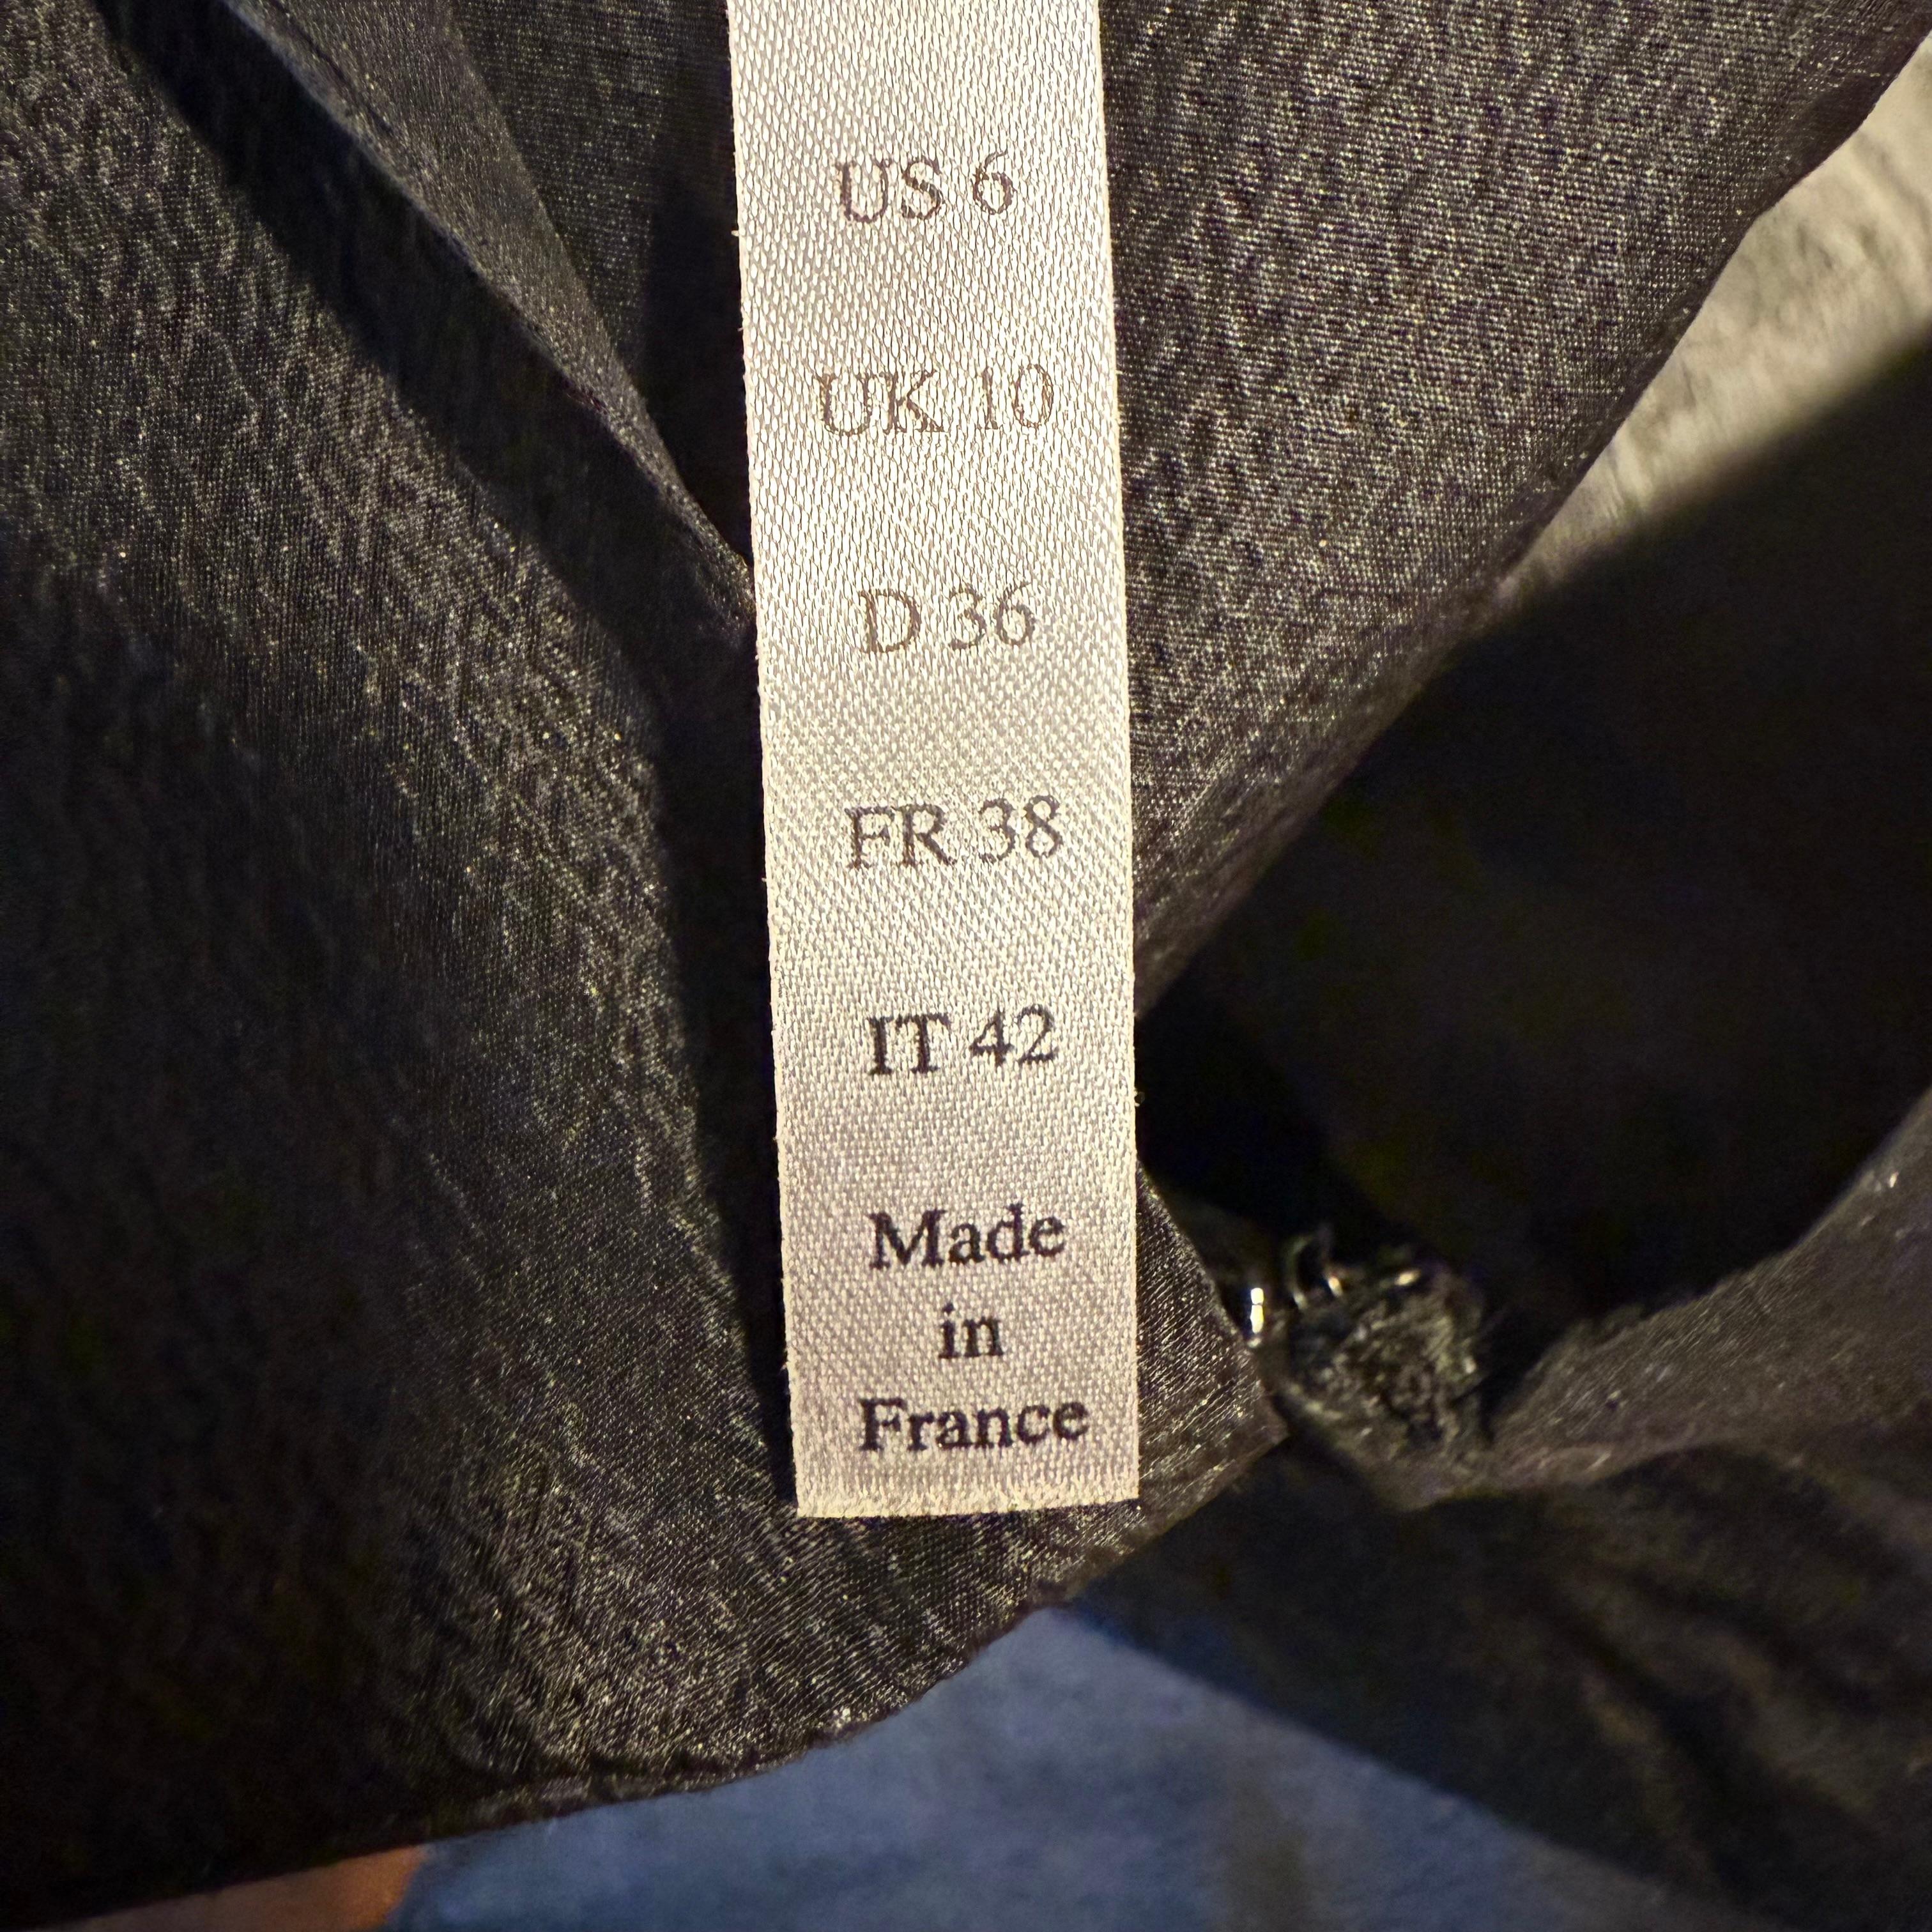 US 6
UK 10
D 36
FR 38
IT 42
Made
in
France